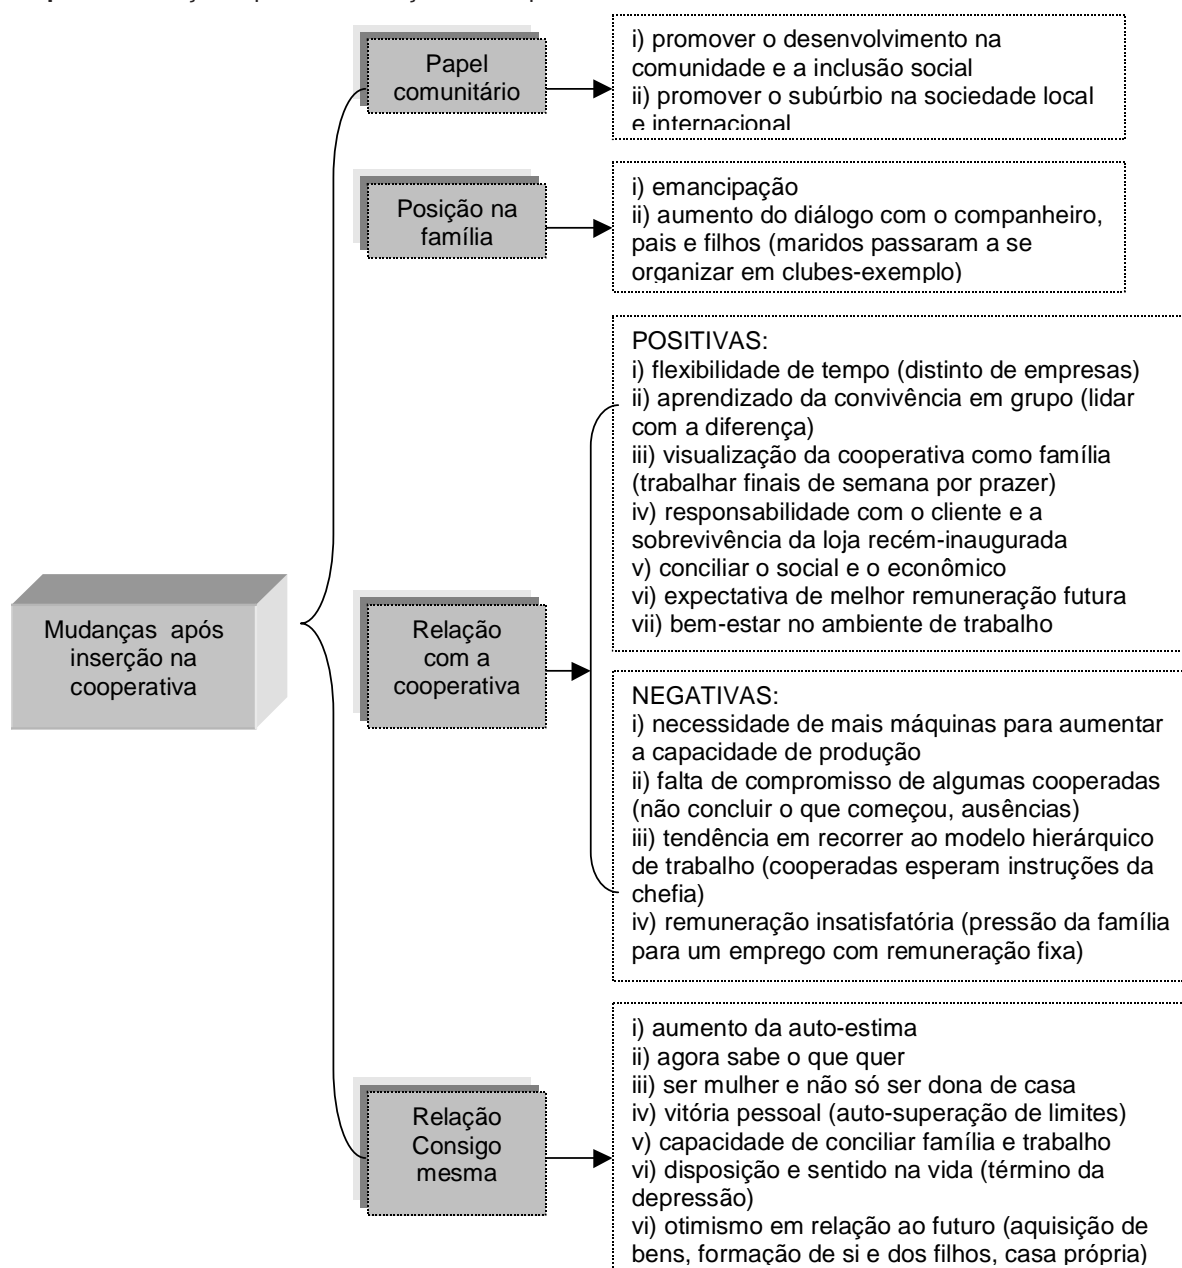 Papel
comunitário
i) promover o desenvolvimento na
comunidade e a inclusão social
ii) promover o subúrbio na sociedade local
e internacional
Posição na
família
i) emancipação
ii) aumento do diálogo com o companheiro,
pais e filhos (maridos passaram a se
organizar em clubes-exemplo)
Mudanças após
inserção na
cooperativa
Relação
com a
cooperativa
POSITIVAS:
i) flexibilidade de tempo (distinto de empresas)
ii) aprendizado da convivência em grupo (lidar
com a diferença)
iii) visualização da cooperativa como família
(trabalhar finais de semana por prazer)
iv) responsabilidade com o cliente e a
sobrevivência da loja recém-inaugurada
v) conciliar o social e o econômico
vi) expectativa de melhor remuneração futura
vii) bem-estar no ambiente de trabalho
NEGATIVAS:
i) necessidade de mais máquinas para aumentar
a capacidade de produção
ii) falta de compromisso de algumas cooperadas
(não concluir o que começou, ausências)
iii) tendência em recorrer ao modelo hierárquico
de trabalho (cooperadas esperam instruções da
chefia)
iv) remuneração insatisfatória (pressão da família
para um emprego com remuneração fixa)
Relação
Consigo
mesma
i) aumento da auto-estima
ii) agora sabe o que quer
iii) ser mulher e não só ser dona de casa
iv) vitória pessoal (auto-superação de limites)
v) capacidade de conciliar família e trabalho
vi) disposição e sentido na vida (término da
depressão)
vi) otimismo em relação ao futuro (aquisição de
bens, formação de si e dos filhos, casa própria)